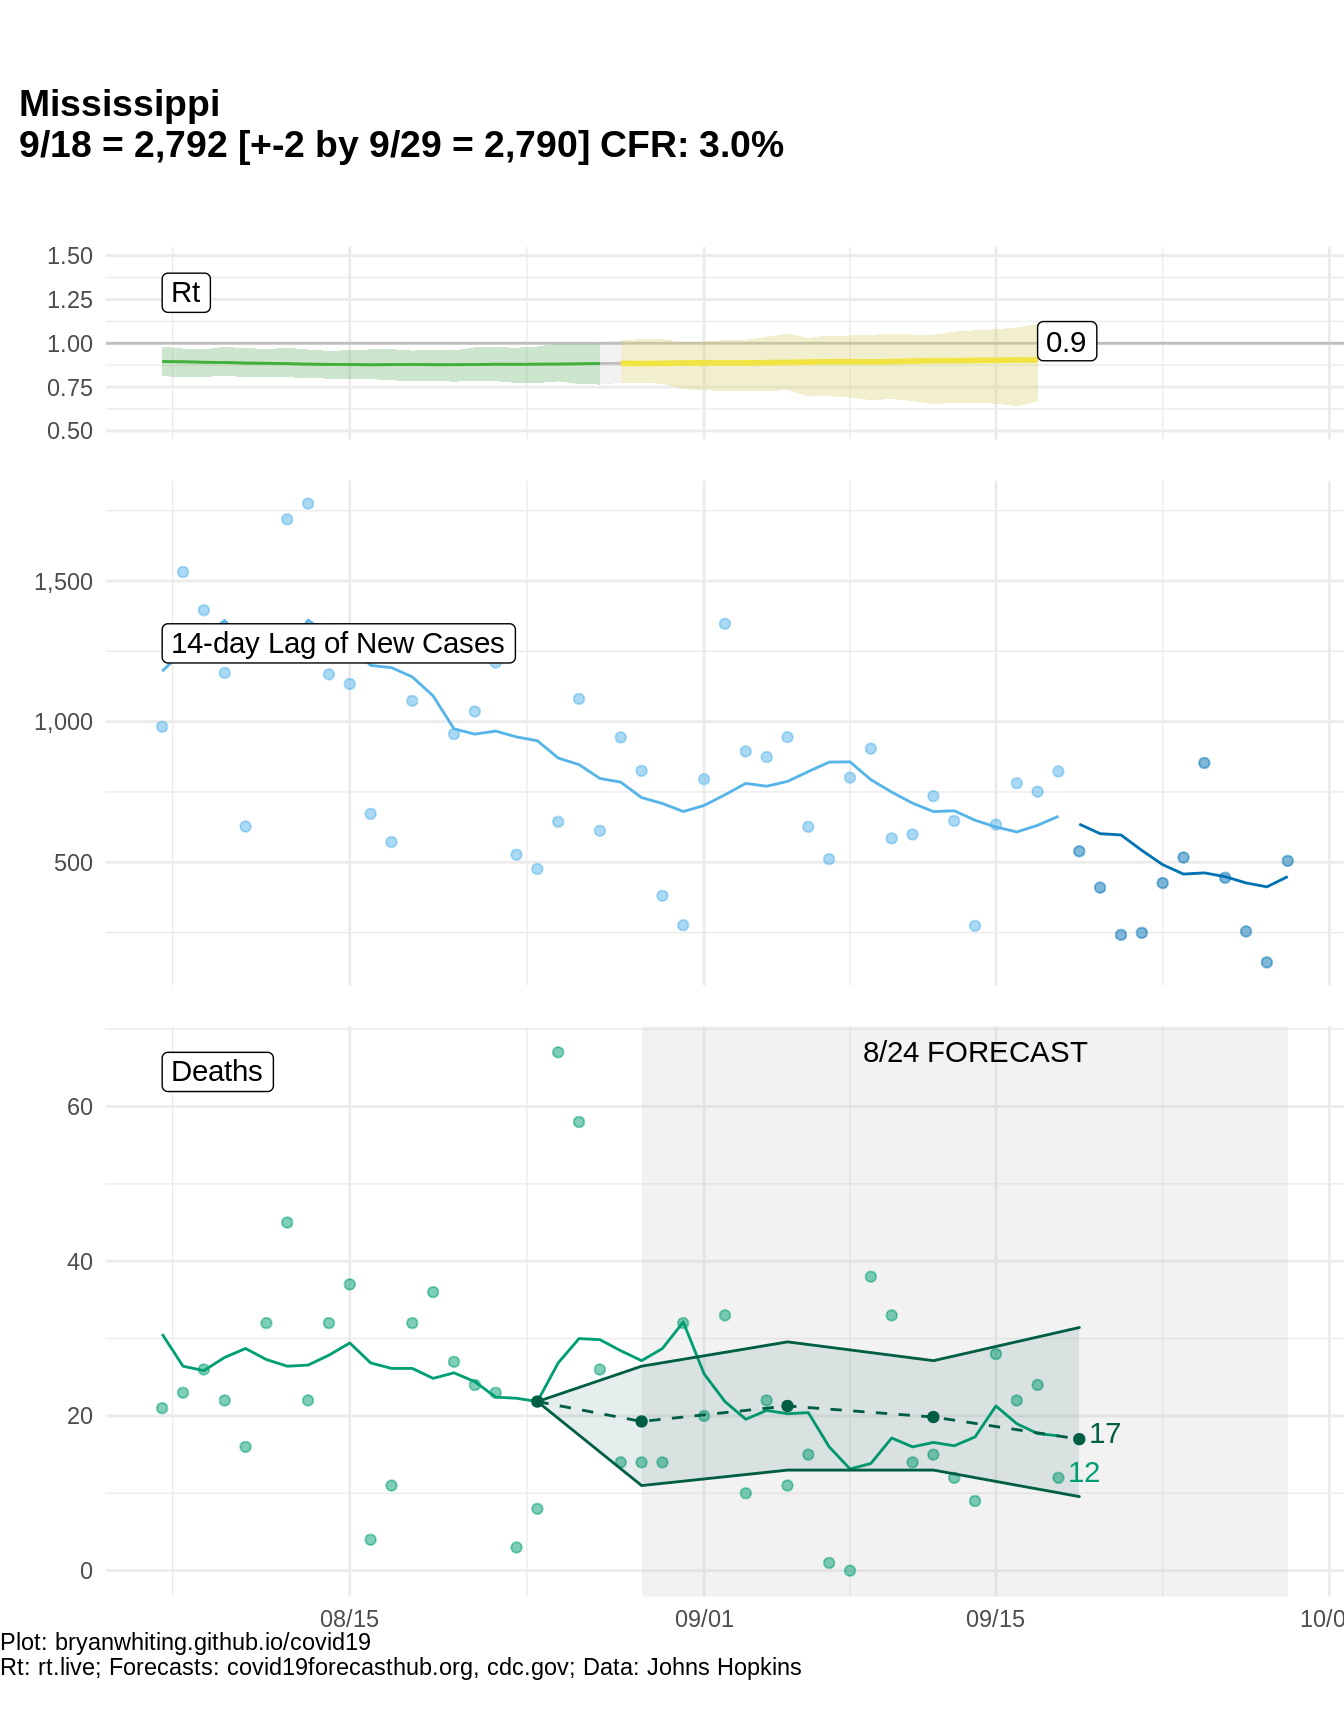 Mississippi
9/18 = 2,792 [+-2 by 9/29 = 2,790] CFR: 3.0%
1.50
1.25
1.00
0.75
0.50
Rt
0.9
1,500
1,000
500
14-day Lag of New Cases
60
40
20
0
Deaths
8/24 FORECAST
17
12
08/15
09/01
09/15
10/0
Plot: bryanwhiting.github.io/covid19
Rt: rt.live; Forecasts: covid19forecasthub.org, cdc.gov; Data: Johns Hopkins